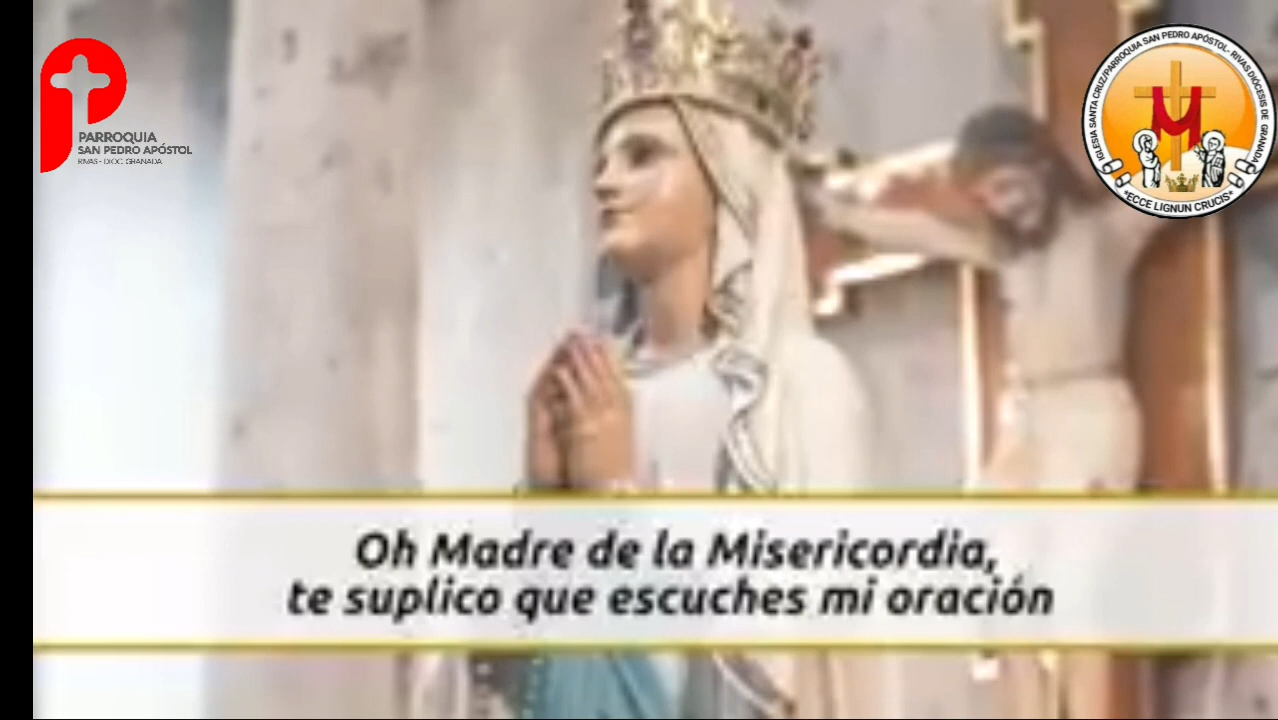 PARROQUIA
SAN PEDRO APÓSTOL
RIVAS - DIOC. GRANADA
IGLESIA SANTA CRUZ/PARROQUIA SAN PEDRO APÓSTOL- RIVAS DIÓCESIS DE GRANADA
*ECCE LIGNUN CRUCIS*
Oh Madre de la Misericordia,
te suplico que escuches mi oración